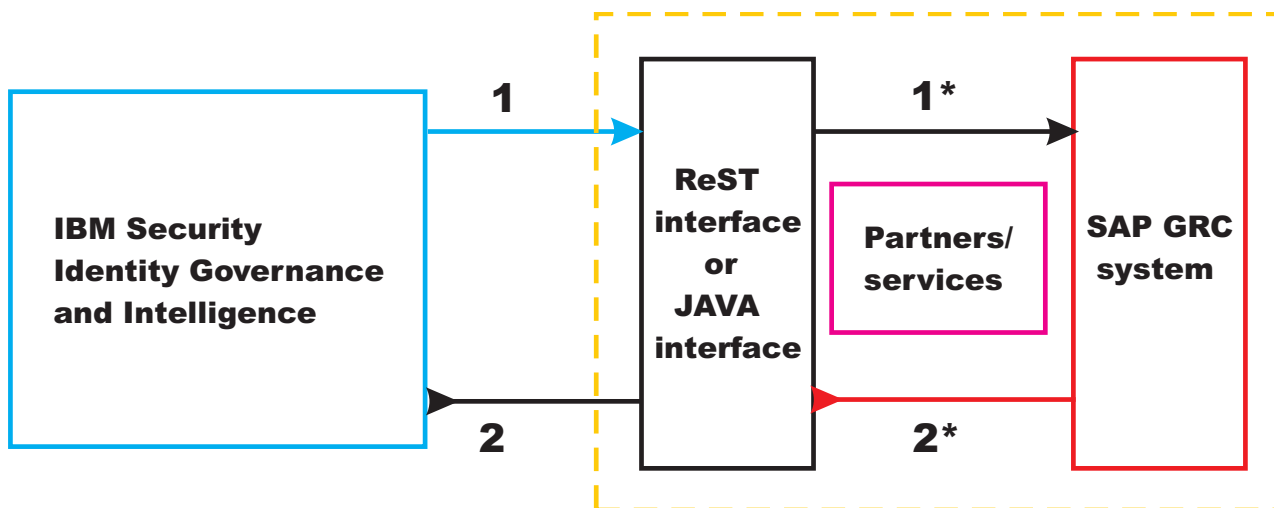 1
1*
IBM Security
Identity Governance
and Intelligence
ReST
interface
or
JAVA
interface
Partners/
services
SAP GRC
system
2
2*